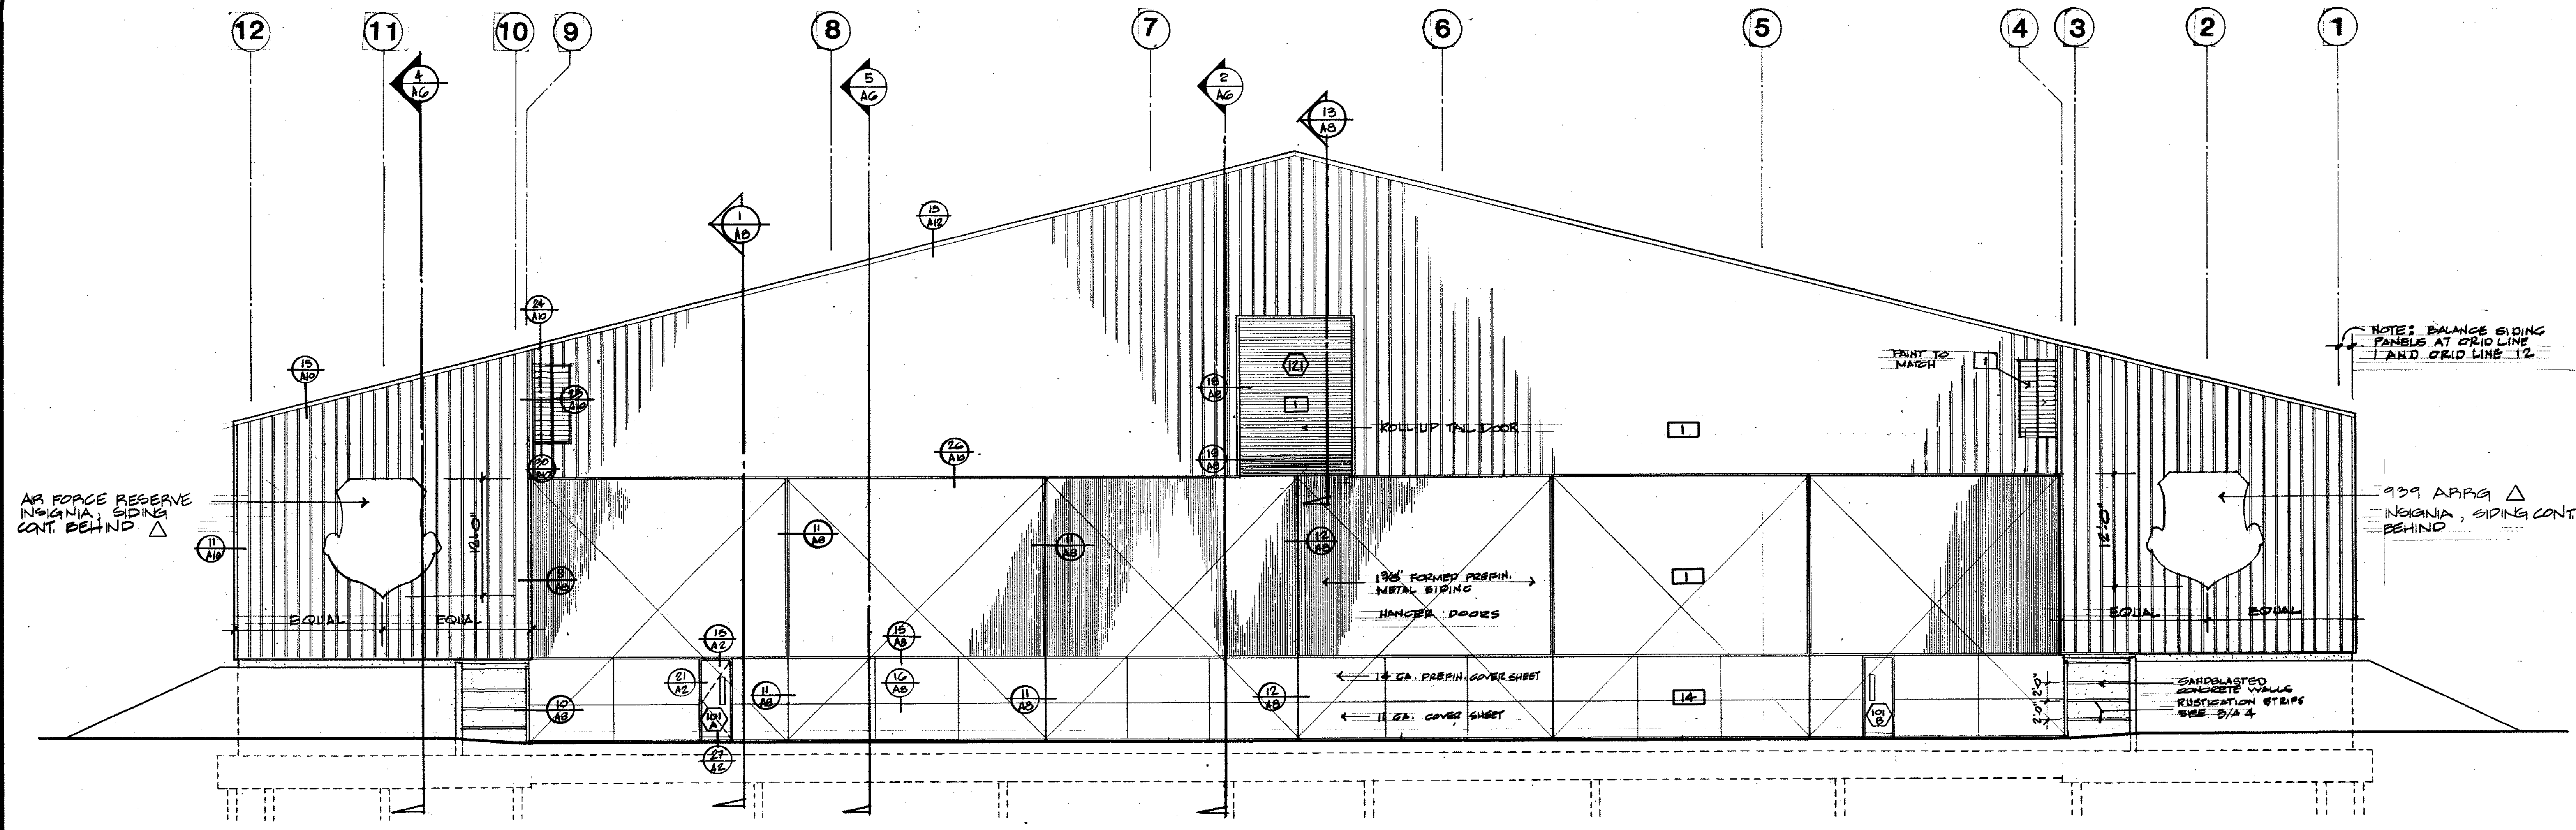 12
11
10
9
8
7
6
5
4
3
2
1
4
A6
5
A6
2
A6
13
A8
1
A8
15
A12
24
A10
15
A10
NOTE: BALANCE SIDING
PANELS AT GRID LINE
1 AND GRID LINE 12
PAINT TO
MATCH
1
121
1
18
A8
ROLL-UP TAIL DOOR
1
19
A8
26
A10
AIR FORCE RESERVE
INSIGNIA, SIDING
CONT. BEHIND
11
A10
12'-0"
EQUAL
EQUAL
11
A8
11
A8
12
A8
1 3/8" FORMED PREFIN.
METAL SIDING
HANGER DOORS
1
939 ARRG
INSIGNIA, SIDING CONT.
BEHIND
12'-0"
EQUAL
EQUAL
15
A2
15
A8
21
A2
11
A8
16
A8
11
A8
12
A8
14 GA. PREFIN. COVER SHEET
11 GA. COVER SHEET
14
101
A
27
A2
101
B
2'-0"
2'-0"
SANDBLASTED
CONCRETE WALLS
RUSTICATION STRIPS
SEE 3/A4